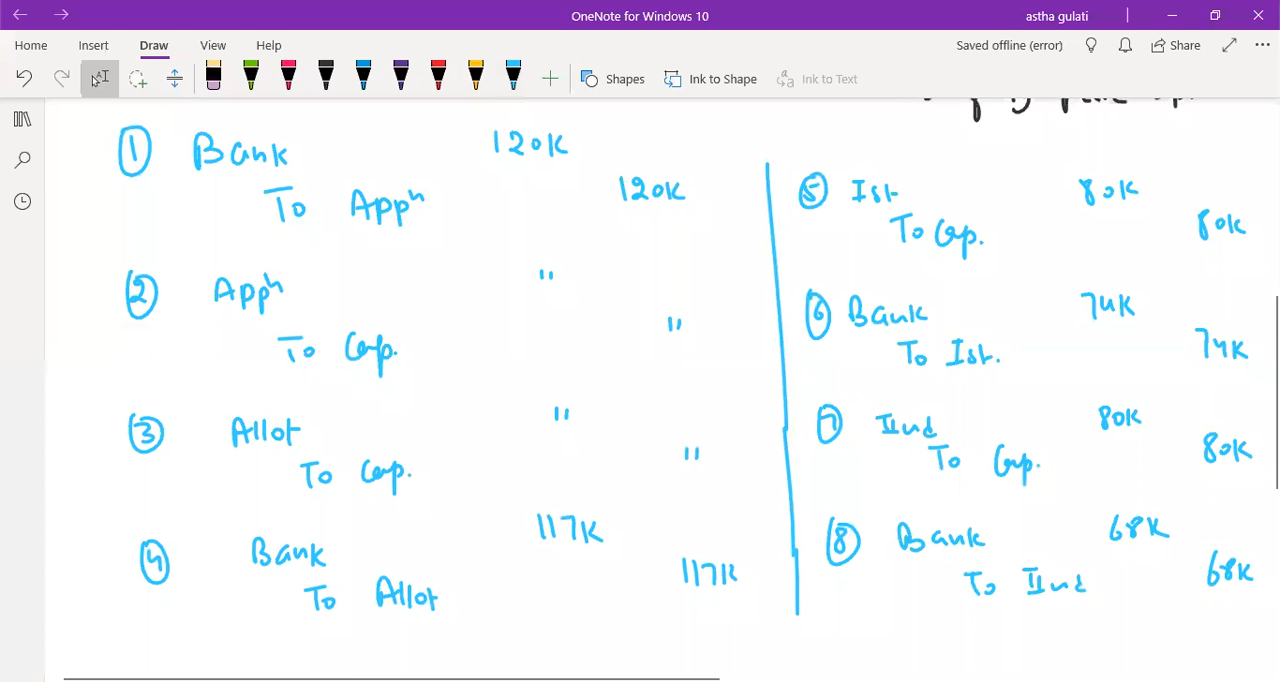 OneNote for Windows 10
astha gulati
Home Insert Draw View Help
Saved offline (error)
Share
Shapes
Ink to Shape
Ink to Text
① Bank 120K
To Appn 120K
② Appn "
To Cap. "
③ Allot "
To Cap. "
④ Bank 117K
To Allot 117K
⑤ Ist 80K
To Cap. 80K
⑥ Bank 74K
To Ist. 74K
⑦ IInd 80K
To Cap. 80K
⑧ Bank 68K
To IInd 68K